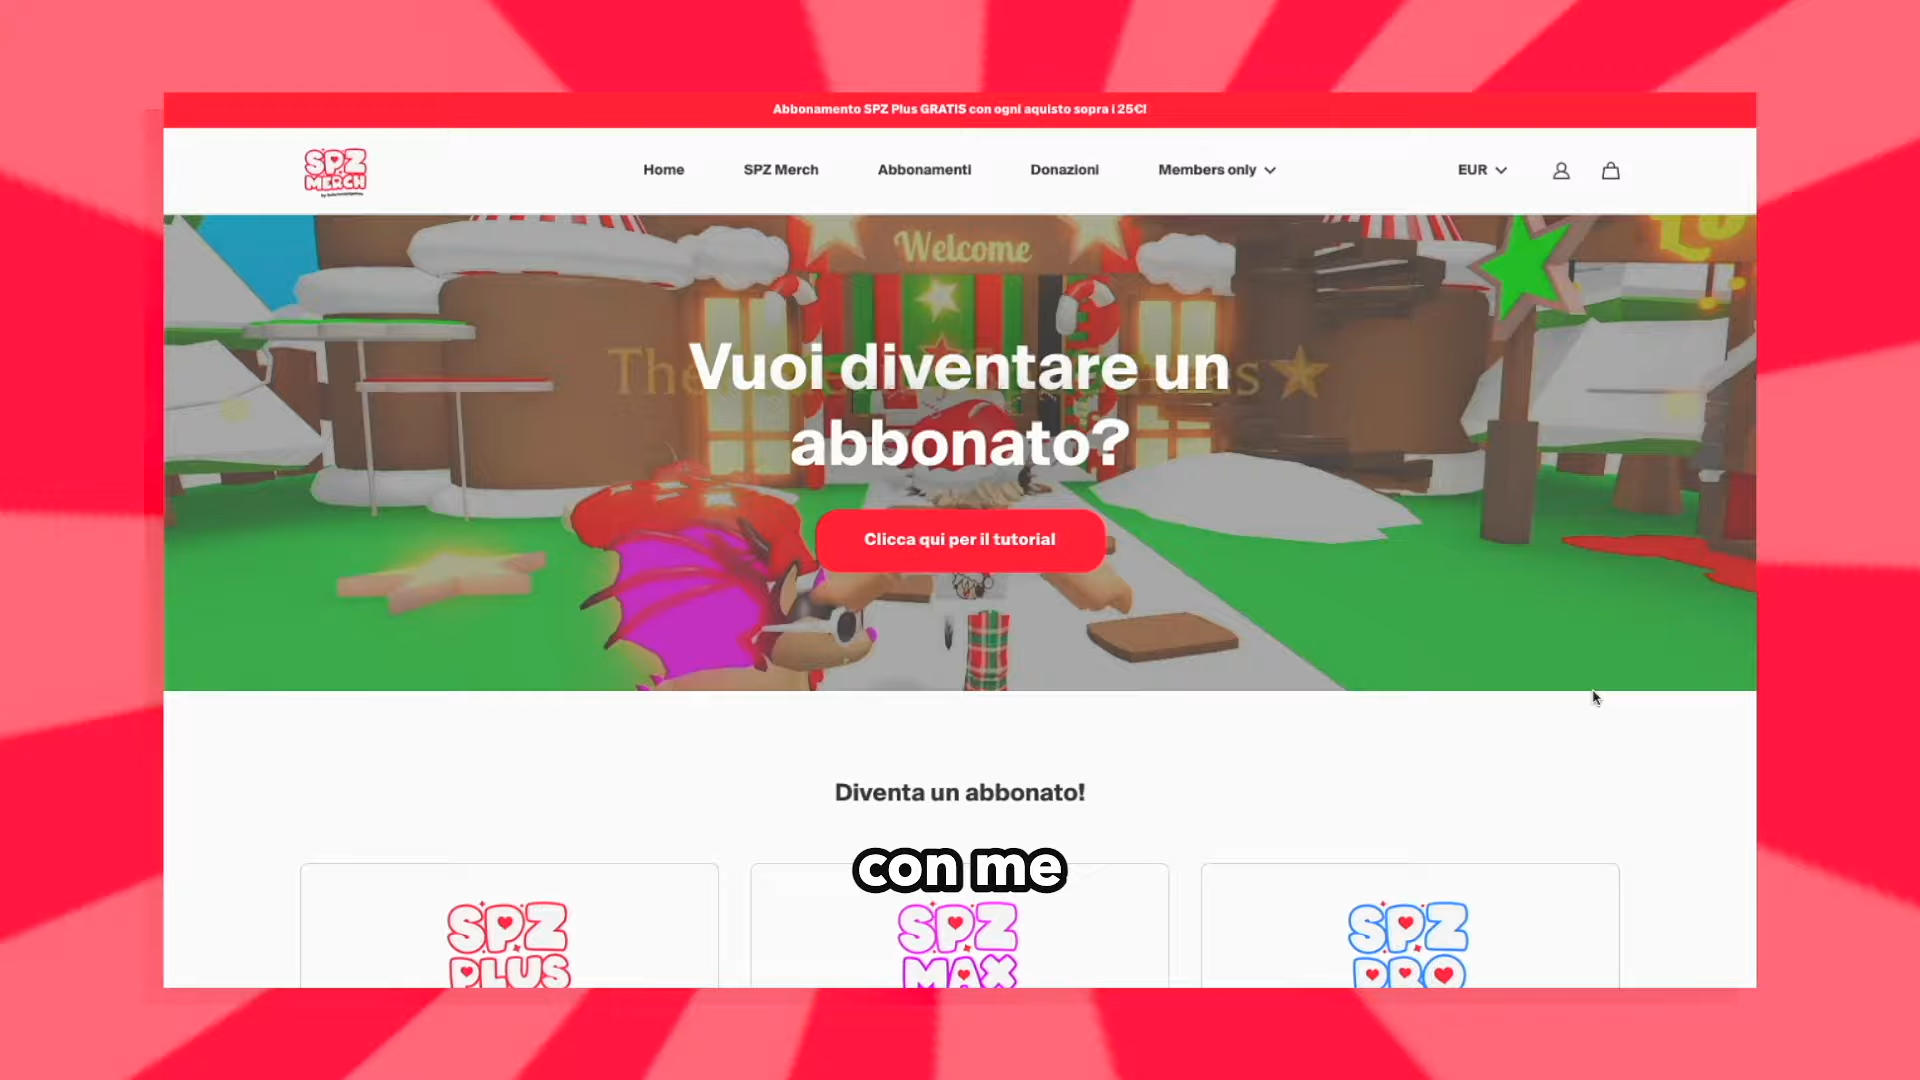 Abbonamento SPZ Plus GRATIS con ogni aquisto sopra i 25€!
SPZ
MERCH
Home
SPZ Merch
Abbonamenti
Donazioni
Members only
EUR
Welcome
Vuoi diventare un
abbonato?
Clicca qui per il tutorial
Diventa un abbonato!
con me
SPZ
PLUS
SPZ
MAX
SPZ
PRO